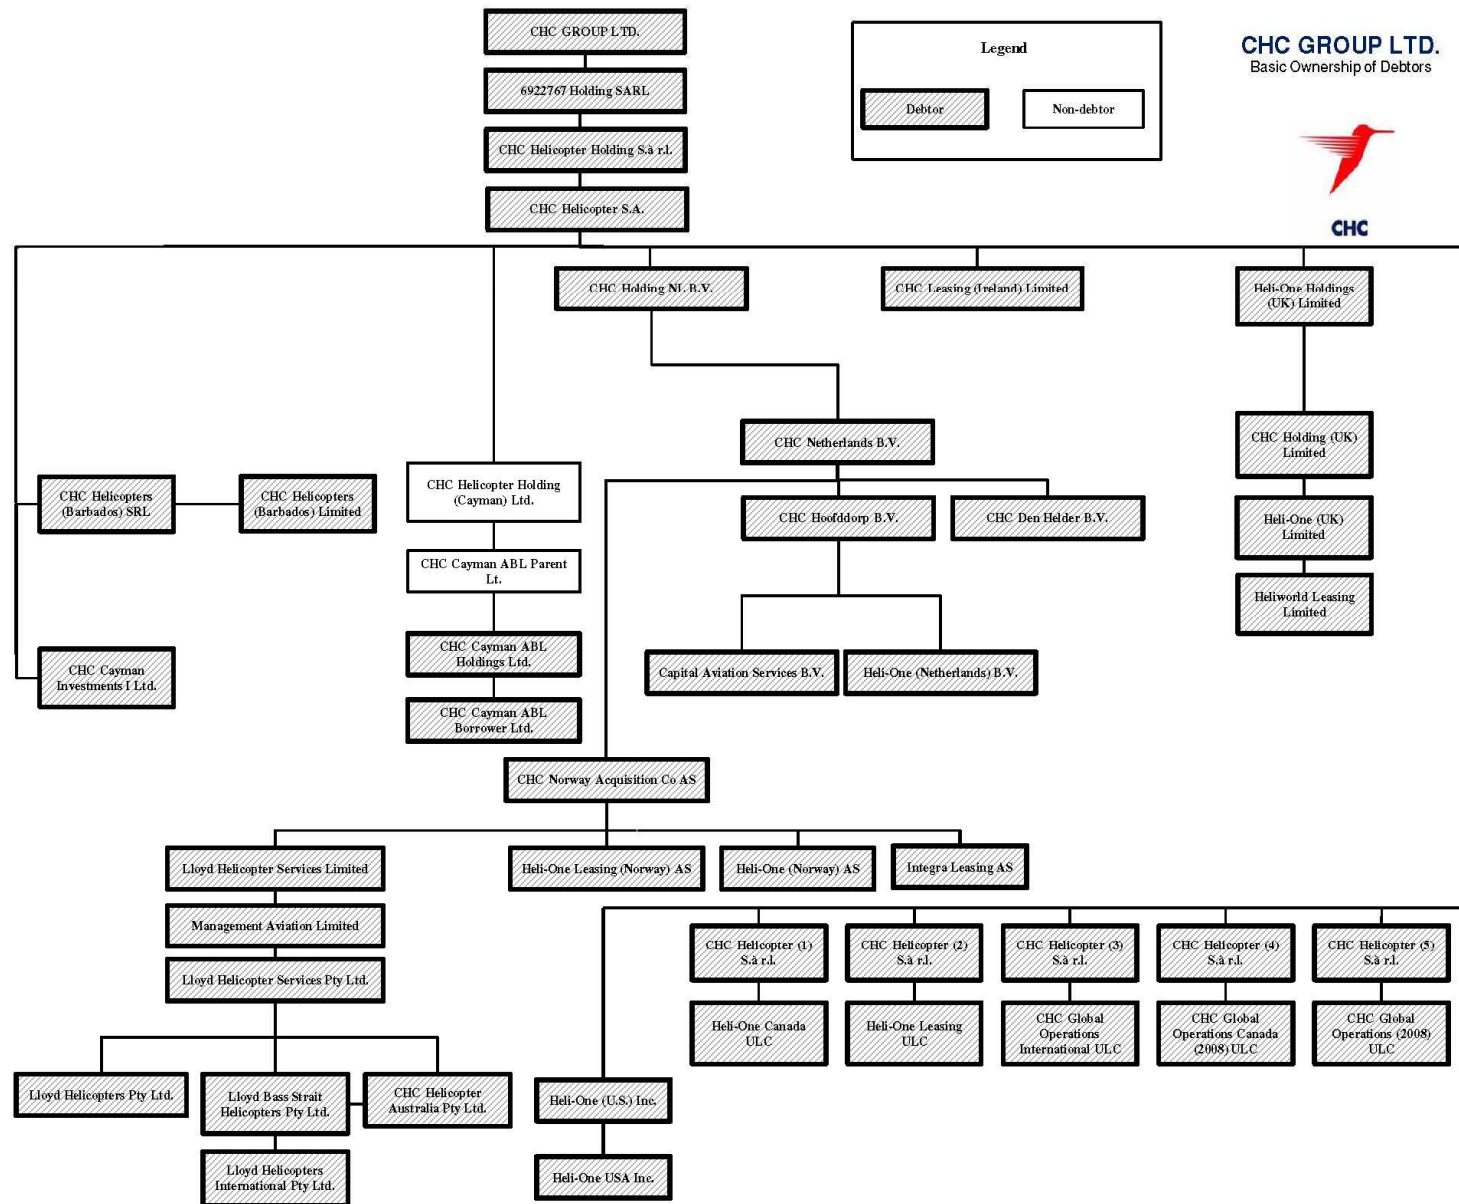 CHC GROUP LTD.
6922767 Holding SARL
CHC Helicopter Holding S.à r.l.
CHC Helicopter S.A.
Legend
Debtor
Non-debtor
CHC GROUP LTD.
Basic Ownership of Debtors
CHC
CHC Holding NL B.V.
CHC Leasing (Ireland) Limited
Heli-One Holdings
(UK) Limited
CHC Netherlands B.V.
CHC Holding (UK)
Limited
CHC Helicopters
(Barbados) SRL
CHC Helicopters
(Barbados) Limited
CHC Helicopter Holding
(Cayman) Ltd.
CHC Hoofddorp B.V.
CHC Den Helder B.V.
Heli-One (UK)
Limited
CHC Cayman ABL Parent
Lt.
Heliworld Leasing
Limited
CHC Cayman
Investments I Ltd.
CHC Cayman ABL
Holdings Ltd.
Capital Aviation Services B.V.
Heli-One (Netherlands) B.V.
CHC Cayman ABL
Borrower Ltd.
CHC Norway Acquisition Co AS
Lloyd Helicopter Services Limited
Heli-One Leasing (Norway) AS
Heli-One (Norway) AS
Integra Leasing AS
Management Aviation Limited
Lloyd Helicopter Services Pty Ltd.
CHC Helicopter (1)
S.à r.l.
CHC Helicopter (2)
S.à r.l.
CHC Helicopter (3)
S.à r.l.
CHC Helicopter (4)
S.à r.l.
CHC Helicopter (5)
S.à r.l.
Heli-One Canada
ULC
Heli-One Leasing
ULC
CHC Global
Operations
International ULC
CHC Global
Operations Canada
(2008) ULC
CHC Global
Operations (2008)
ULC
Lloyd Helicopters Pty Ltd.
Lloyd Bass Strait
Helicopters Pty Ltd.
CHC Helicopter
Australia Pty Ltd.
Heli-One (U.S.) Inc.
Lloyd Helicopters
International Pty Ltd.
Heli-One USA Inc.